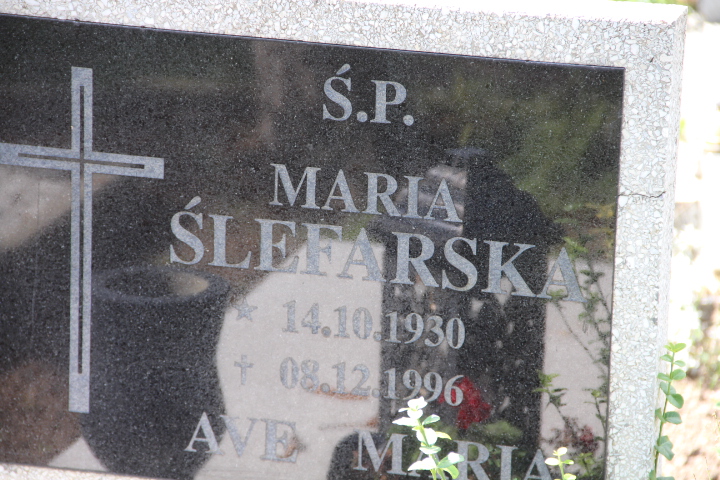 Ś.P.
MARIA
ŚLEFARSKA
* 14.10.1930
† 08.12.1996
AVE MARIA